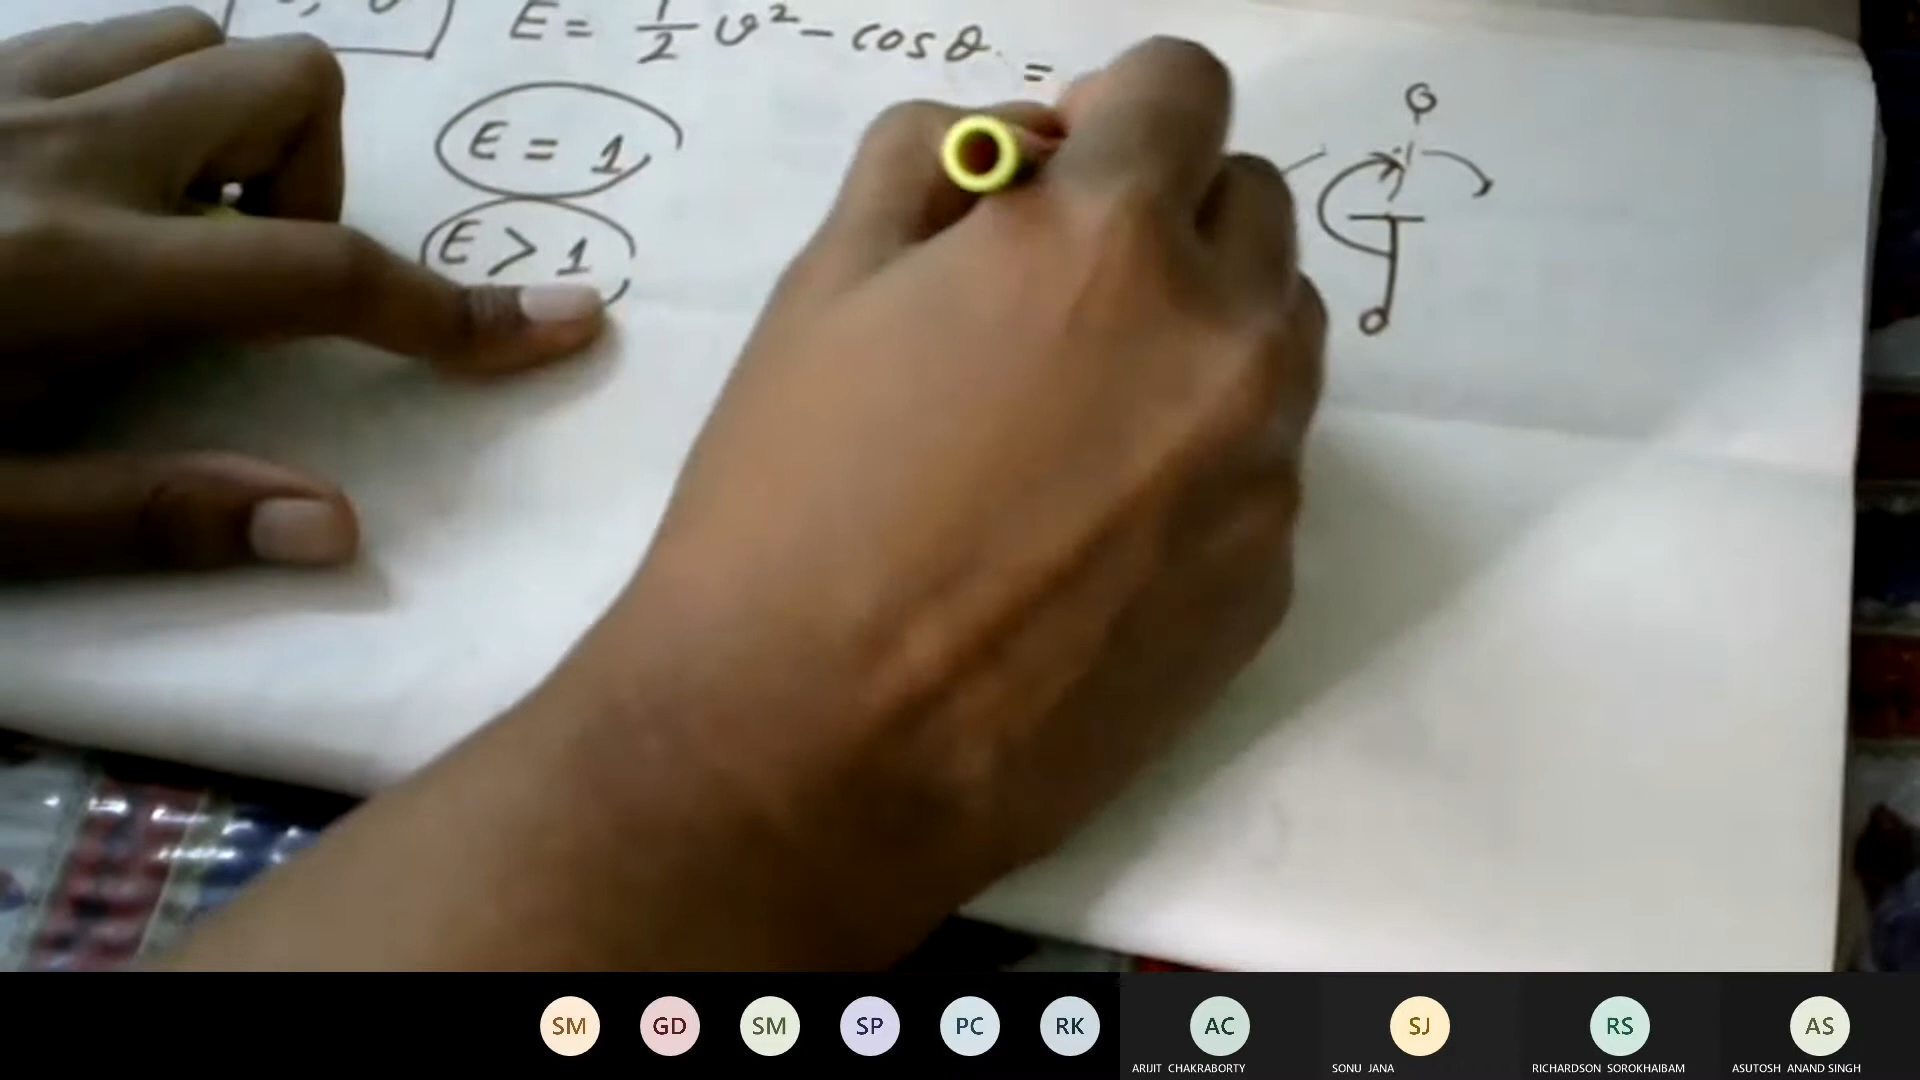 E = 1/2 v² - cos θ =
E = 1
E > 1
SM GD SM SP PC RK AC SJ RS AS
ARIJIT CHAKRABORTY SONU JANA RICHARDSON SOROKHAIBAM ASUTOSH ANAND SINGH